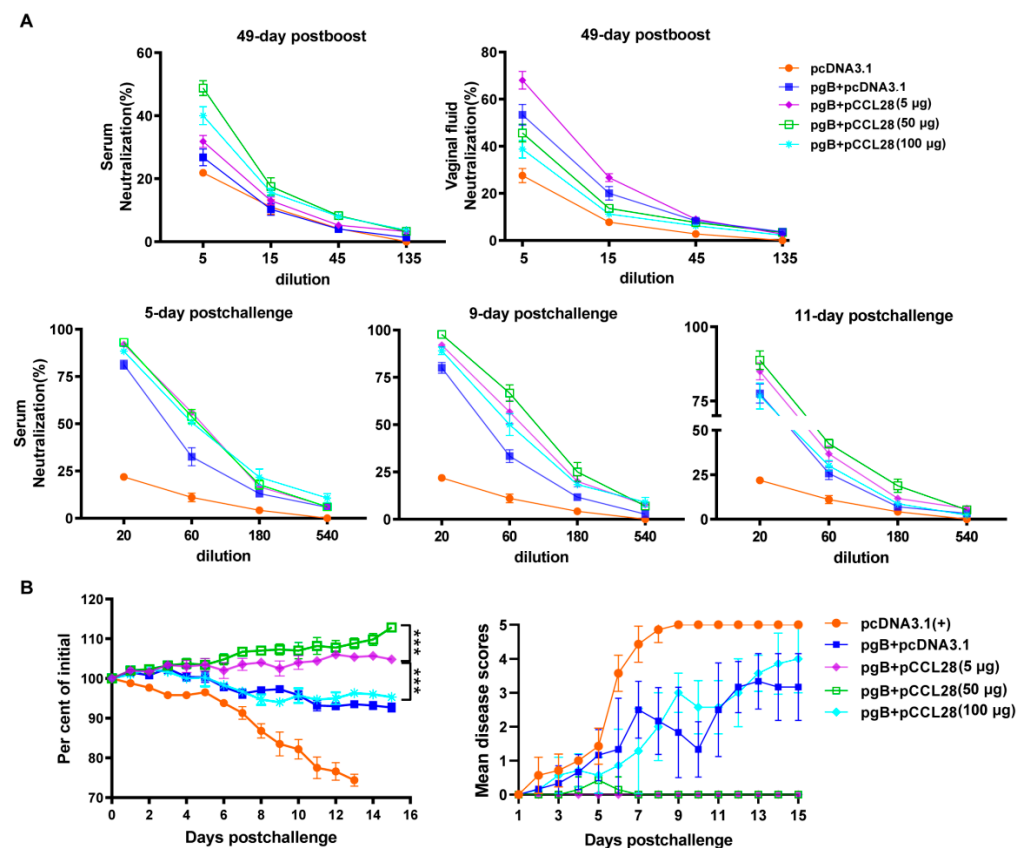 A
49-day postboost
Serum
Neutralization(%)
60
40
20
0
5
15
45
135
dilution
49-day postboost
Vaginal fluid
Neutralization(%)
80
60
40
20
0
5
15
45
135
dilution
pcDNA3.1
pgB+pcDNA3.1
pgB+pCCL28(5 µg)
pgB+pCCL28(50 µg)
pgB+pCCL28(100 µg)
5-day postchallenge
Serum
Neutralization(%)
100
75
50
25
0
20
60
180
540
dilution
9-day postchallenge
100
75
50
25
0
20
60
180
540
dilution
11-day postchallenge
100
75
50
25
0
20
60
180
540
dilution
B
Per cent of initial
120
110
100
90
80
70
0
2
4
6
8
10
12
14
16
Days postchallenge
***
***
Mean disease scores
5
4
3
2
1
0
1
3
5
7
9
11
13
15
Days postchallenge
pcDNA3.1(+)
pgB+pcDNA3.1
pgB+pCCL28(5 µg)
pgB+pCCL28(50 µg)
pgB+pCCL28(100 µg)